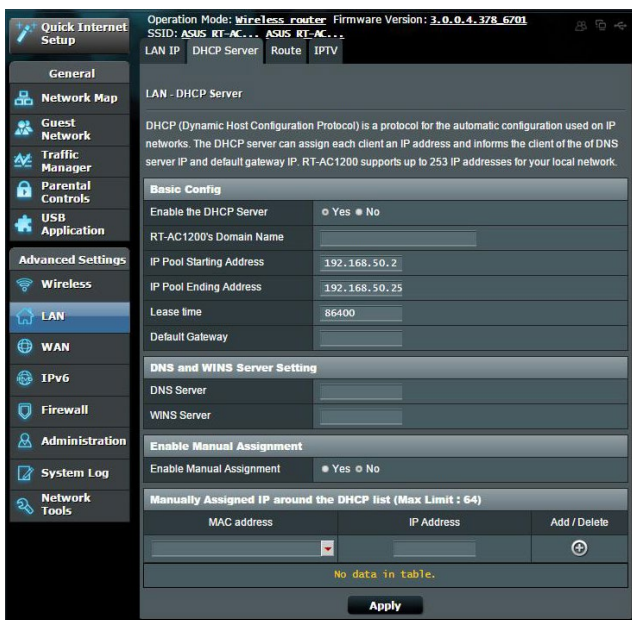 Quick Internet
Setup
General
Network Map
Guest
Network
Traffic
Manager
Parental
Controls
USB
Application
Advanced Settings
Wireless
LAN
WAN
IPv6
Firewall
Administration
System Log
Network
Tools
Operation Mode: Wireless router Firmware Version: 3.0.0.4.378_6701
SSID: ASUS RT-AC... ASUS RT-AC...
LAN IP DHCP Server Route IPTV
LAN - DHCP Server
DHCP (Dynamic Host Configuration Protocol) is a protocol for the automatic configuration used on IP
networks. The DHCP server can assign each client an IP address and informs the client of the of DNS
server IP and default gateway IP. RT-AC1200 supports up to 253 IP addresses for your local network.
Basic Config
Enable the DHCP Server Yes No
RT-AC1200's Domain Name
IP Pool Starting Address 192.168.50.2
IP Pool Ending Address 192.168.50.25
Lease time 86400
Default Gateway
DNS and WINS Server Setting
DNS Server
WINS Server
Enable Manual Assignment
Enable Manual Assignment Yes No
Manually Assigned IP around the DHCP list (Max Limit : 64)
MAC address IP Address Add / Delete
No data in table.
Apply